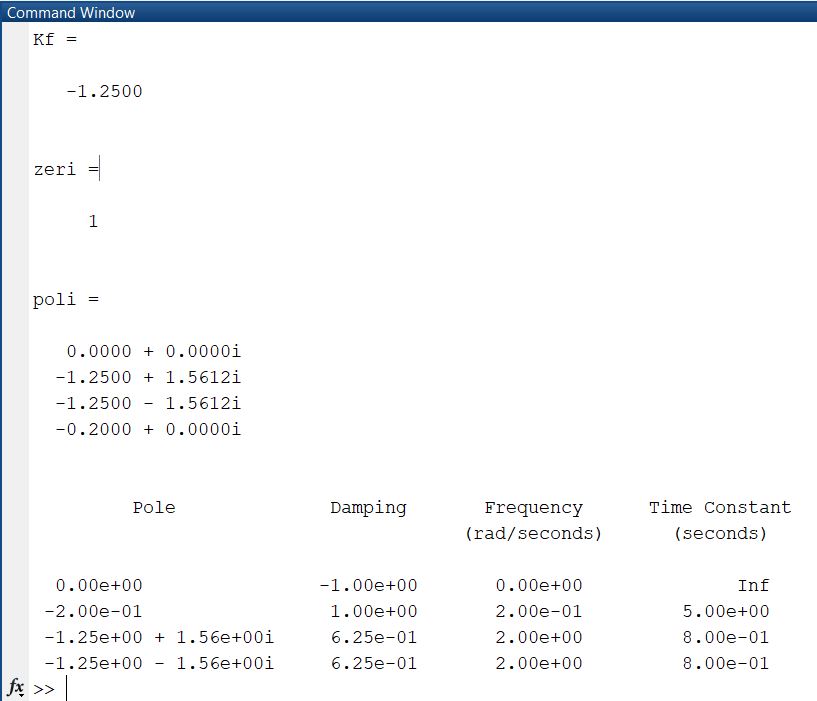 Command Window
Kf =
-1.2500
zeri =
1
poli =
0.0000 + 0.0000i
-1.2500 + 1.5612i
-1.2500 - 1.5612i
-0.2000 + 0.0000i
Pole Damping Frequency Time Constant
(rad/seconds) (seconds)
0.00e+00 -1.00e+00 0.00e+00 Inf
-2.00e-01 1.00e+00 2.00e-01 5.00e+00
-1.25e+00 + 1.56e+00i 6.25e-01 2.00e+00 8.00e-01
-1.25e+00 - 1.56e+00i 6.25e-01 2.00e+00 8.00e-01
fx >>